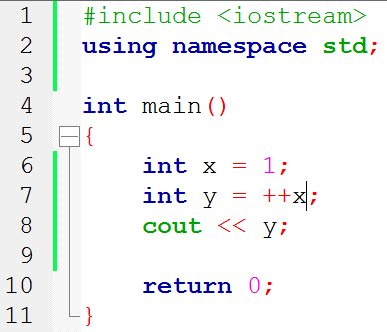 1 #include <iostream>
2 using namespace std;
3
4 int main()
5 {
6 int x = 1;
7 int y = ++x;
8 cout << y;
9
10 return 0;
11 }